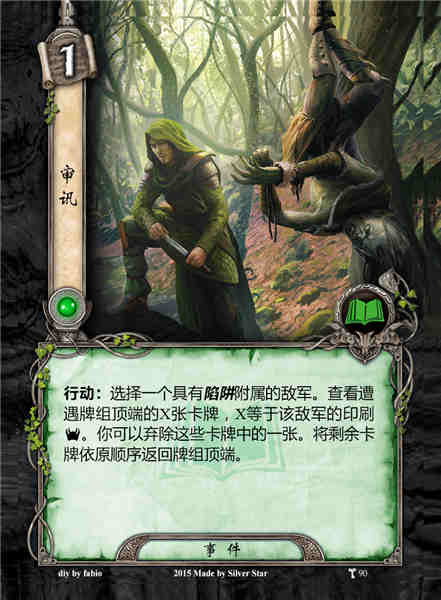 1
审讯
行动：选择一个具有陷阱附属的敌军。查看遭
遇牌组顶端的X张卡牌，X等于该敌军的印刷
。你可以弃除这些卡牌中的一张。将剩余卡
牌依原顺序返回牌组顶端。
事件
diy by fabio 2015 Made by Silver Star 90